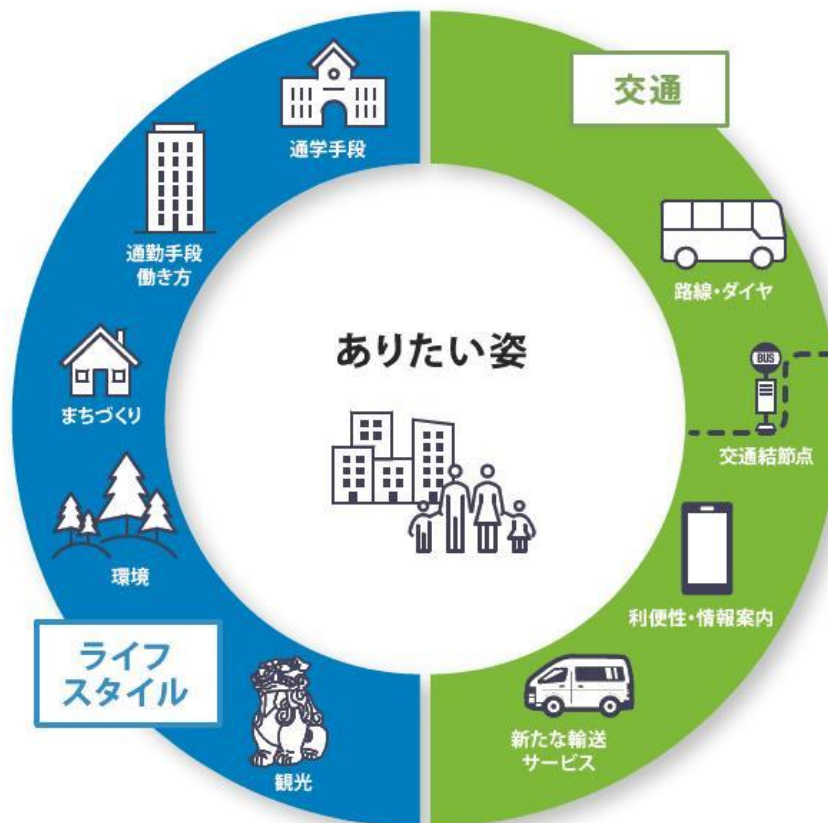 交通
通学手段
通勤手段
働き方
まちづくり
環境
ライフ
スタイル
観光
ありたい姿
路線・ダイヤ
BUS
交通結節点
利便性・情報案内
新たな輸送
サービス